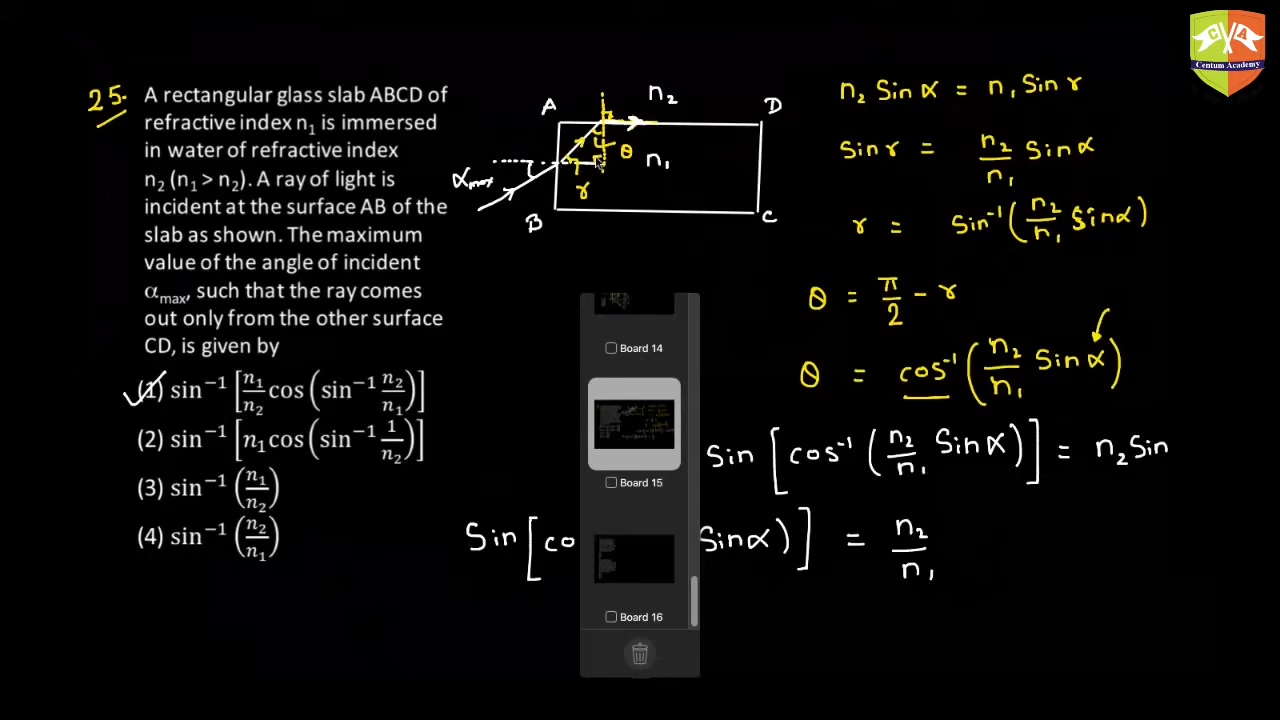 Centum Academy
25.
A rectangular glass slab ABCD of
refractive index n₁ is immersed
in water of refractive index
n₂ (n₁ > n₂). A ray of light is
incident at the surface AB of the
slab as shown. The maximum
value of the angle of incident
α_max, such that the ray comes
out only from the other surface
CD, is given by
(1) sin⁻¹ [n₁/n₂ cos (sin⁻¹ n₂/n₁)]
(2) sin⁻¹ [n₁ cos (sin⁻¹ 1/n₂)]
(3) sin⁻¹ (n₁/n₂)
(4) sin⁻¹ (n₂/n₁)
A n₂ D
θ n₁
α_max r
B C
n₂ Sin α = n₁ Sin r
Sin r = n₂/n₁ Sin α
r = Sin⁻¹ (n₂/n₁ Sin α)
θ = π/2 - r
θ = cos⁻¹ (n₂/n₁ Sin α)
Sin [cos⁻¹ (n₂/n₁ Sin α)] = n₂ Sin
Sin [co Sin α)] = n₂/n₁
Board 14
Board 15
Board 16